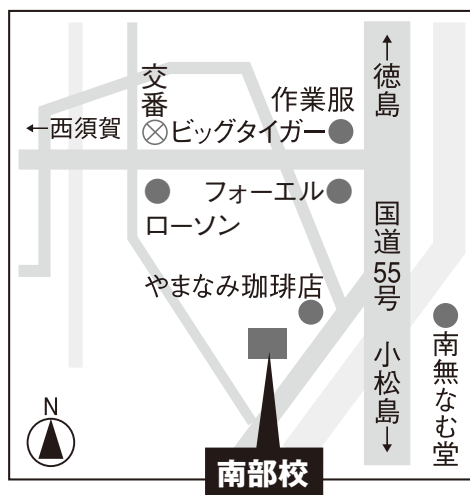 ↑徳島
交番
作業服
←西須賀
ビッグタイガー
フォーエル
ローソン
国道55号
やまなみ珈琲店
小松島↓
南無なむ堂
N
南部校